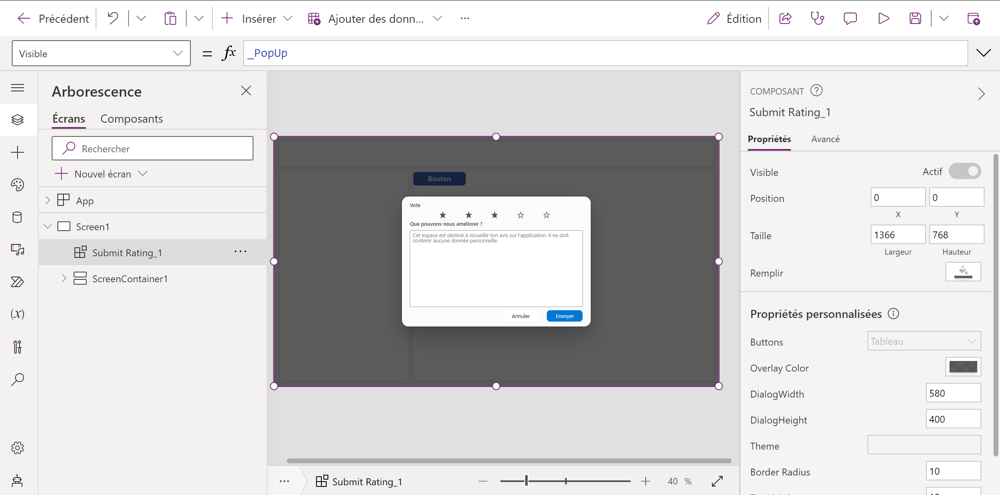 Précédent
Insérer
Ajouter des donn...
Édition
Visible
= fx
_PopUp
Arborescence
Écrans
Composants
Rechercher
Nouvel écran
App
Screen1
Submit Rating_1
ScreenContainer1
(x)
Bouton
Vote
Que pouvons-nous améliorer ?
Cet espace est destiné à recueillir ton avis sur l'application. Il ne doit
contenir aucune donnée personnelle.
Annuler
Envoyer
Submit Rating_1
40 %
COMPOSANT
Submit Rating_1
Propriétés
Avancé
Visible
Actif
Position
0
0
X
Y
Taille
1366
768
Largeur
Hauteur
Remplir
Propriétés personnalisées
Buttons
Tableau
Overlay Color
DialogWidth
580
DialogHeight
400
Theme
Border Radius
10